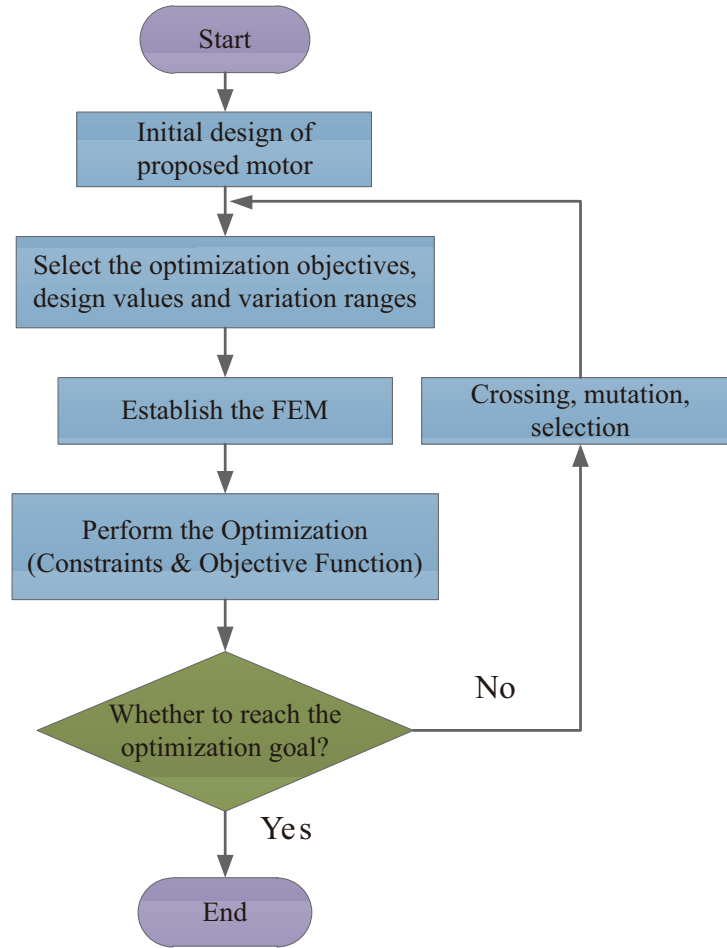 Start
Initial design of
proposed motor
Select the optimization objectives,
design values and variation ranges
Establish the FEM
Crossing, mutation,
selection
Perform the Optimization
(Constraints & Objective Function)
Whether to reach the
optimization goal?
No
Yes
End